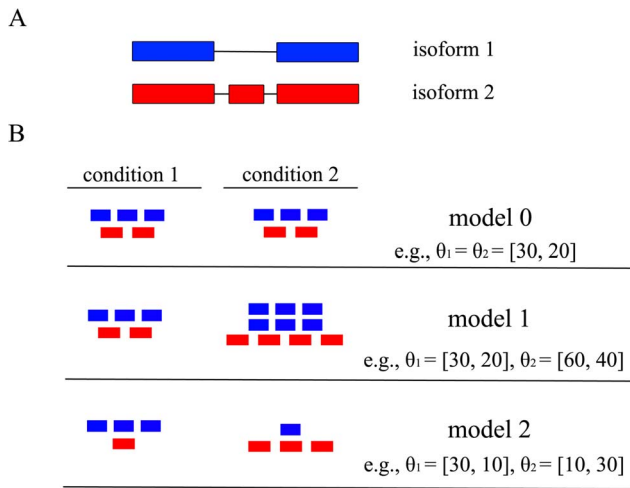 A
isoform 1
isoform 2
B
condition 1 condition 2
model 0
e.g., θ₁ = θ₂ = [30, 20]
model 1
e.g., θ₁ = [30, 20], θ₂ = [60, 40]
model 2
e.g., θ₁ = [30, 10], θ₂ = [10, 30]